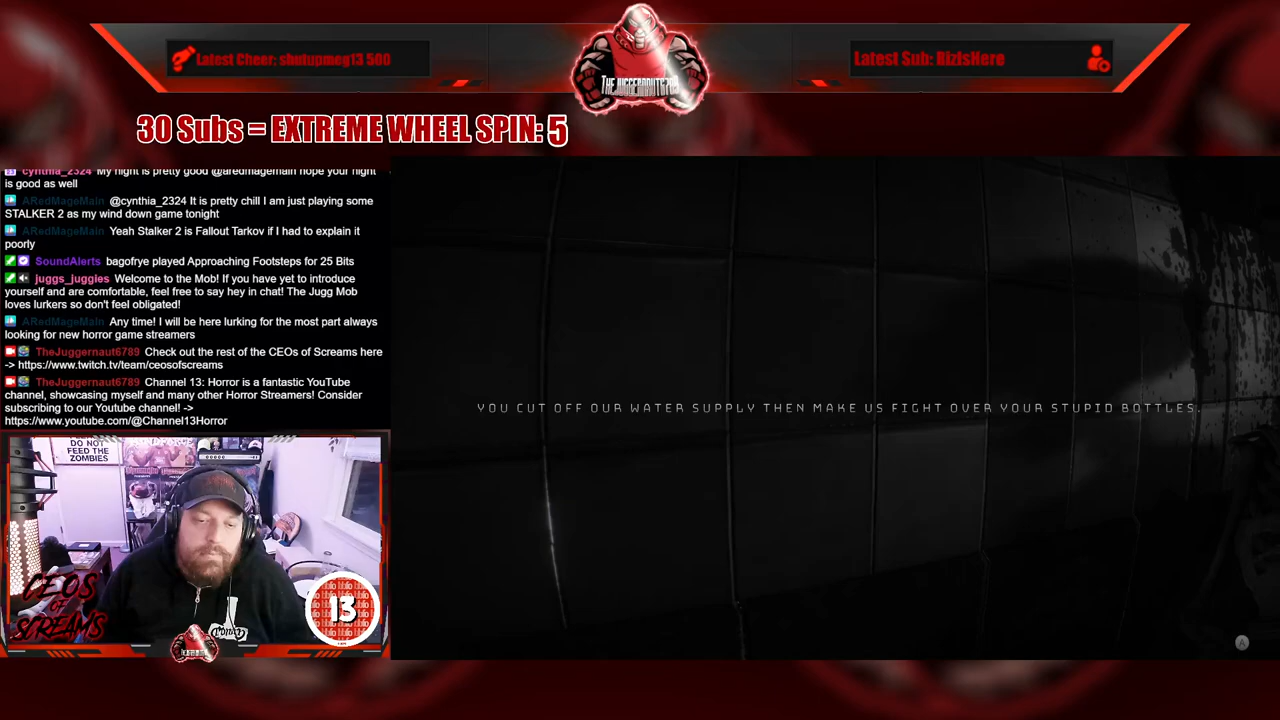 Latest Cheer: shutupmeg13 500
THEJUGGERNAUT6789
Latest Sub: RizIsHere
30 Subs = EXTREME WHEEL SPIN: 5
cynthia_2324 My night is pretty good @aredmagemain hope your night
is good as well
ARedMageMain @cynthia_2324 It is pretty chill I am just playing some
STALKER 2 as my wind down game tonight
ARedMageMain Yeah Stalker 2 is Fallout Tarkov if I had to explain it
poorly
SoundAlerts bagofrye played Approaching Footsteps for 25 Bits
juggs_juggies Welcome to the Mob! If you have yet to introduce
yourself and are comfortable, feel free to say hey in chat! The Jugg Mob
loves lurkers so don't feel obligated!
ARedMageMain Any time! I will be here lurking for the most part always
looking for new horror game streamers
TheJuggernaut6789 Check out the rest of the CEOs of Screams here
-> https://www.twitch.tv/team/ceosofscreams
TheJuggernaut6789 Channel 13: Horror is a fantastic YouTube
channel, showcasing myself and many other Horror Streamers! Consider
subscribing to our Youtube channel! ->
https://www.youtube.com/@Channel13Horror
YOU CUT OFF OUR WATER SUPPLY THEN MAKE US FIGHT OVER YOUR STUPID BOTTLES.
DO NOT
FEED THE
ZOMBIES
CEOS
OF
SCREAMS
13
A